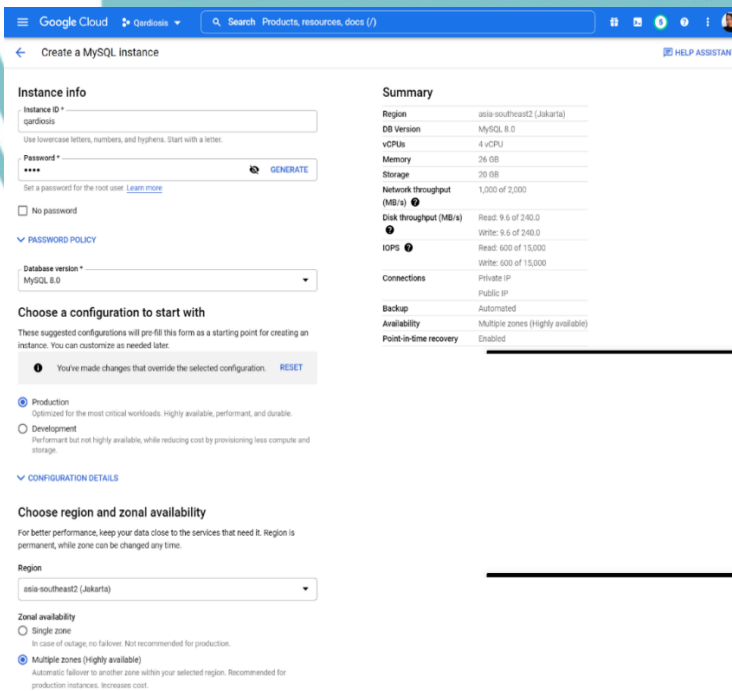 Google Cloud
Qardiosis
Search Products, resources, docs (/)
5
Create a MySQL instance
HELP ASSISTANT
Instance info
Instance ID *
qardiosis
Use lowercase letters, numbers, and hyphens. Start with a letter.
Password *
••••
GENERATE
Set a password for the root user. Learn more
No password
PASSWORD POLICY
Database version *
MySQL 8.0
Choose a configuration to start with
These suggested configurations will pre-fill this form as a starting point for creating an
instance. You can customize as needed later.
You've made changes that override the selected configuration. RESET
Production
Optimized for the most critical workloads. Highly available, performant, and durable.
Development
Performant but not highly available, while reducing cost by provisioning less compute and
storage.
CONFIGURATION DETAILS
Choose region and zonal availability
For better performance, keep your data close to the services that need it. Region is
permanent, while zone can be changed any time.
Region
asia-southeast2 (Jakarta)
Zonal availability
Single zone
In case of outage, no failover. Not recommended for production.
Multiple zones (Highly available)
Automatic failover to another zone within your selected region. Recommended for
production instances. Increases cost.
Summary
Region asia-southeast2 (Jakarta)
DB Version MySQL 8.0
vCPUs 4 vCPU
Memory 26 GB
Storage 20 GB
Network throughput 1,000 of 2,000
(MB/s)
Disk throughput (MB/s) Read: 9.6 of 240.0
Write: 9.6 of 240.0
IOPS Read: 600 of 15,000
Write: 600 of 15,000
Connections Private IP
Public IP
Backup Automated
Availability Multiple zones (Highly available)
Point-in-time recovery Enabled